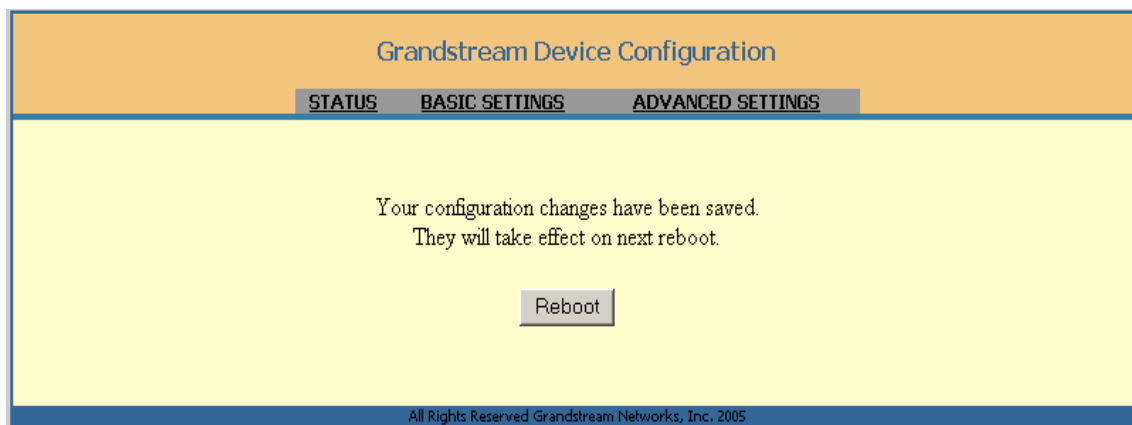 Grandstream Device Configuration
STATUS BASIC SETTINGS ADVANCED SETTINGS
Your configuration changes have been saved.
They will take effect on next reboot.
Reboot
All Rights Reserved Grandstream Networks, Inc. 2005